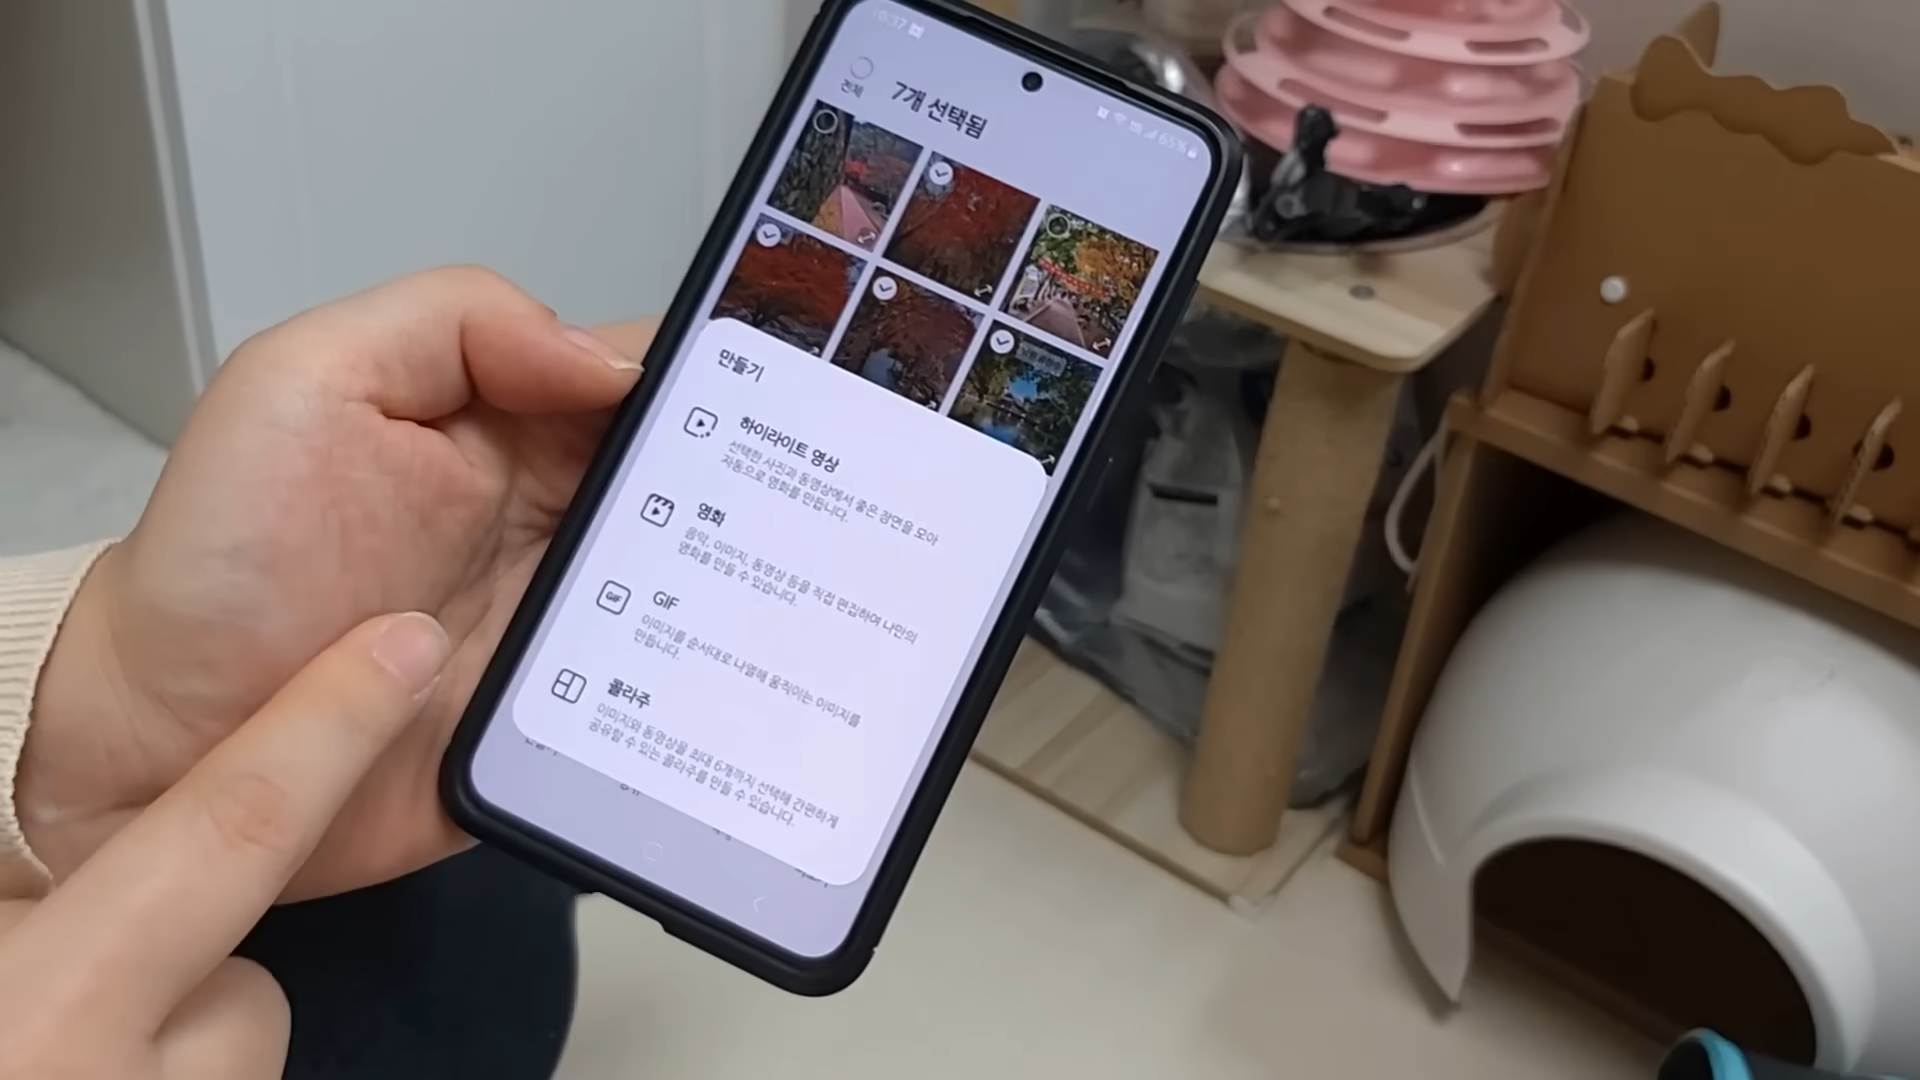 10:37
65%
전체
7개 선택됨
만들기
하이라이트 영상
선택한 사진과 동영상에서 좋은 장면을 모아
자동으로 영화를 만듭니다.
영화
음악, 이미지, 동영상 등을 직접 편집하여 나만의
영화를 만들 수 있습니다.
GIF
GIF
이미지를 순서대로 나열해 움직이는 이미지를
만듭니다.
콜라주
이미지와 동영상을 최대 6개까지 선택해 간편하게
공유할 수 있는 콜라주를 만들 수 있습니다.